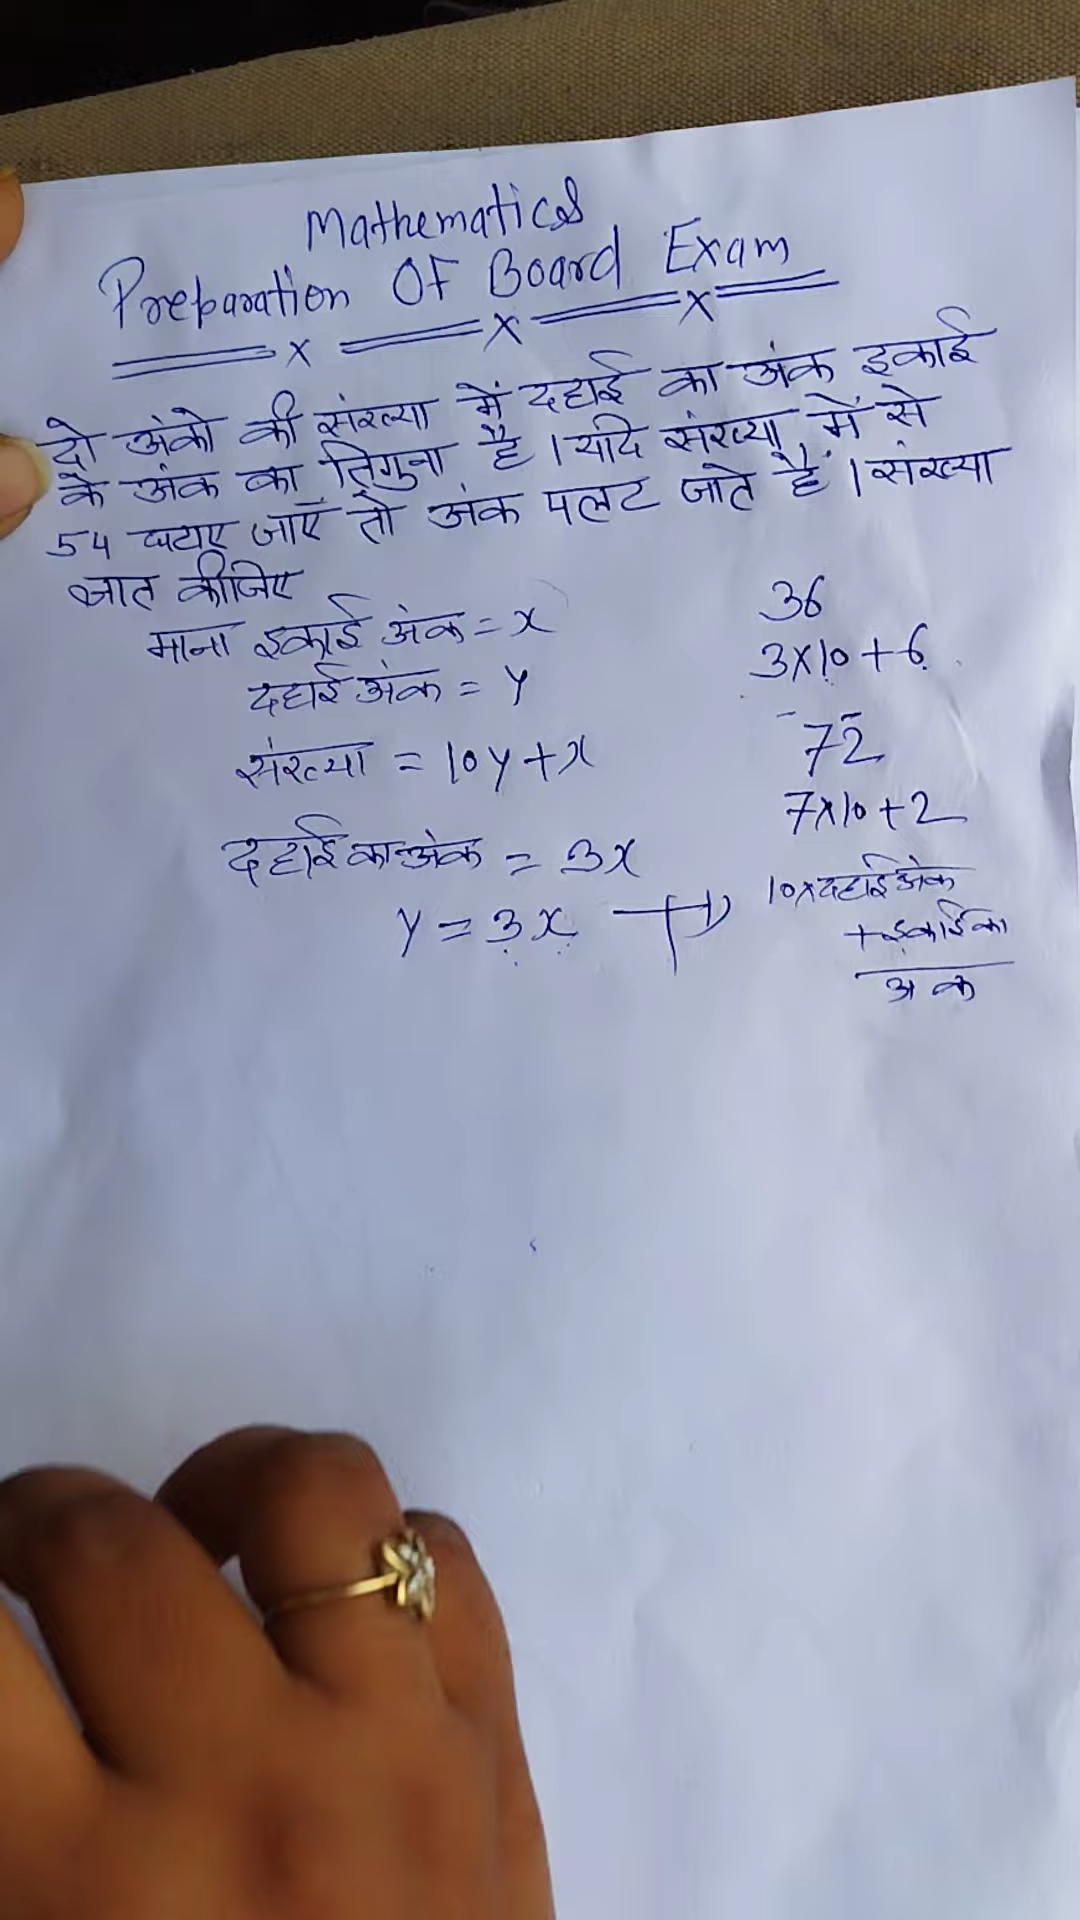 Mathematics
Preparation OF Board Exam
दो अंको की संख्या में दहाई का अंक इकाई
के अंक का तिगुना है । यदि संख्या में से
54 घटाए जाएँ तो अंक पलट जाते हैं । संख्या
ज्ञात कीजिए
माना इकाई अंक = x
दहाई अंक = y
संख्या = 10y + x
दहाई का अंक = 3x
y = 3x
36
3x10 + 6
72
7x10 + 2
10x दहाई अंक
+ इकाई का
अंक